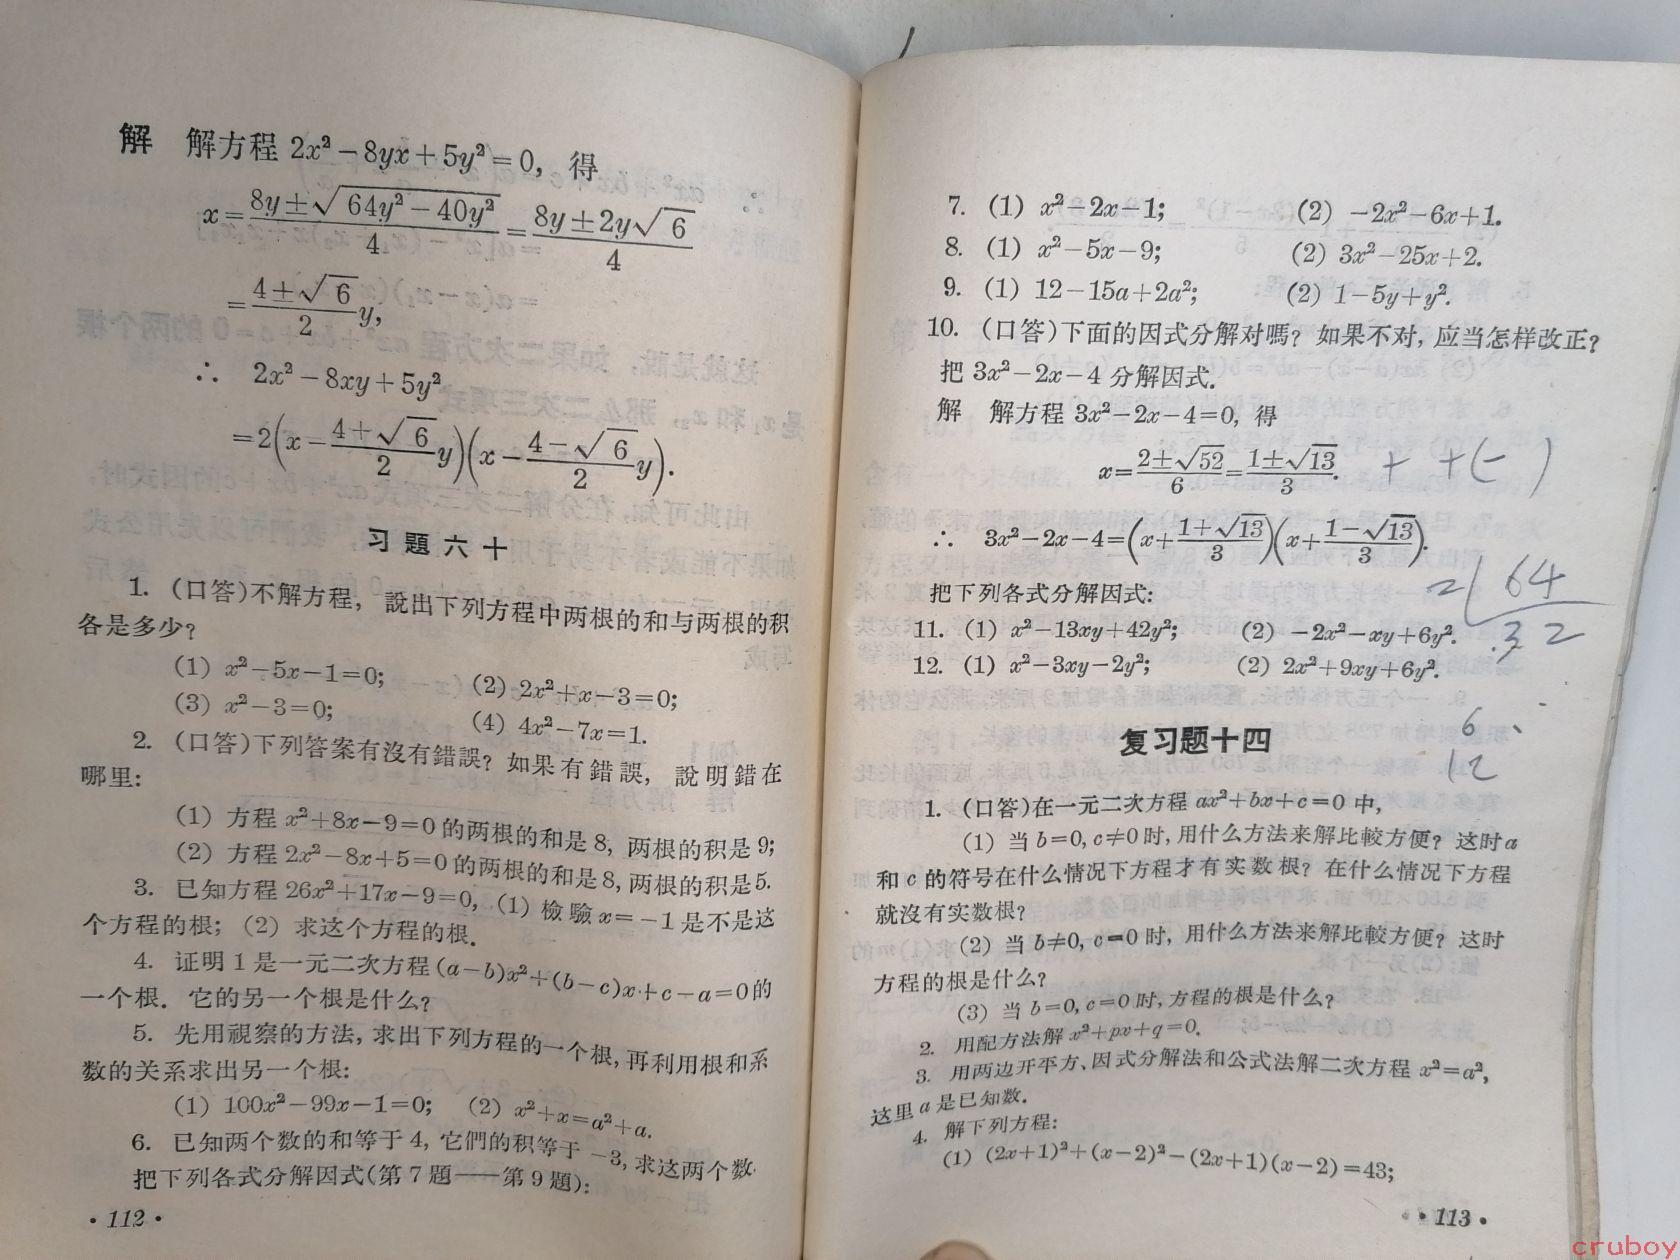 解 解方程 2x²－8yx＋5y²＝0, 得
x＝(8y±√(64y²－40y²))/4＝(8y±2y√6)/4
＝(4±√6)/2 y,
∴ 2x²－8xy＋5y²
＝2(x－(4＋√6)/2 y)(x－(4－√6)/2 y).
习題六十
1. (口答)不解方程, 說出下列方程中两根的和与两根的积
各是多少?
(1) x²－5x－1＝0; (2) 2x²＋x－3＝0;
(3) x²－3＝0; (4) 4x²－7x＝1.
2. (口答)下列答案有沒有錯誤? 如果有錯誤, 說明錯在
哪里:
(1) 方程 x²＋8x－9＝0 的两根的和是 8, 两根的积是 9;
(2) 方程 2x²－8x＋5＝0 的两根的和是 8, 两根的积是 5.
3. 已知方程 26x²＋17x－9＝0, (1) 檢驗 x＝－1 是不是这
个方程的根; (2) 求这个方程的根.
4. 证明 1 是一元二次方程 (a－b)x²＋(b－c)x＋c－a＝0 的
一个根. 它的另一个根是什么?
5. 先用視察的方法, 求出下列方程的一个根, 再利用根和系
数的关系求出另一个根:
(1) 100x²－99x－1＝0; (2) x²＋x＝a²＋a.
6. 已知两个数的和等于 4, 它們的积等于 －3, 求这两个数.
把下列各式分解因式(第 7 題——第 9 題):
·112·
7. (1) x²－2x－1; (2) －2x²－6x＋1.
8. (1) x²－5x－9; (2) 3x²－25x＋2.
9. (1) 12－15a＋2a²; (2) 1－5y＋y².
10. (口答)下面的因式分解对嗎? 如果不对, 应当怎样改正?
把 3x²－2x－4 分解因式.
解 解方程 3x²－2x－4＝0, 得
x＝(2±√52)/6＝(1±√13)/3. + +(- )
∴ 3x²－2x－4＝(x＋(1＋√13)/3)(x＋(1－√13)/3).
64
把下列各式分解因式:
11. (1) x²－13xy＋42y²; (2) －2x²－xy＋6y².
32
12. (1) x²－3xy－2y²; (2) 2x²＋9xy＋6y².
6
复习題十四
12
1. (口答)在一元二次方程 ax²＋bx＋c＝0 中,
(1) 当 b＝0, c≠0 时, 用什么方法来解比較方便? 这时 a
和 c 的符号在什么情况下方程才有实数根? 在什么情况下方程
就沒有实数根?
(2) 当 b≠0, c＝0 时, 用什么方法来解比較方便? 这时
方程的根是什么?
(3) 当 b＝0, c＝0 时, 方程的根是什么?
2. 用配方法解 x²＋px＋q＝0.
3. 用两边开平方、因式分解法和公式法解二次方程 x²＝a²,
这里 a 是已知数.
4. 解下列方程:
(1) (2x＋1)²＋(x－2)²－(2x＋1)(x－2)＝43;
·113·
cruboy